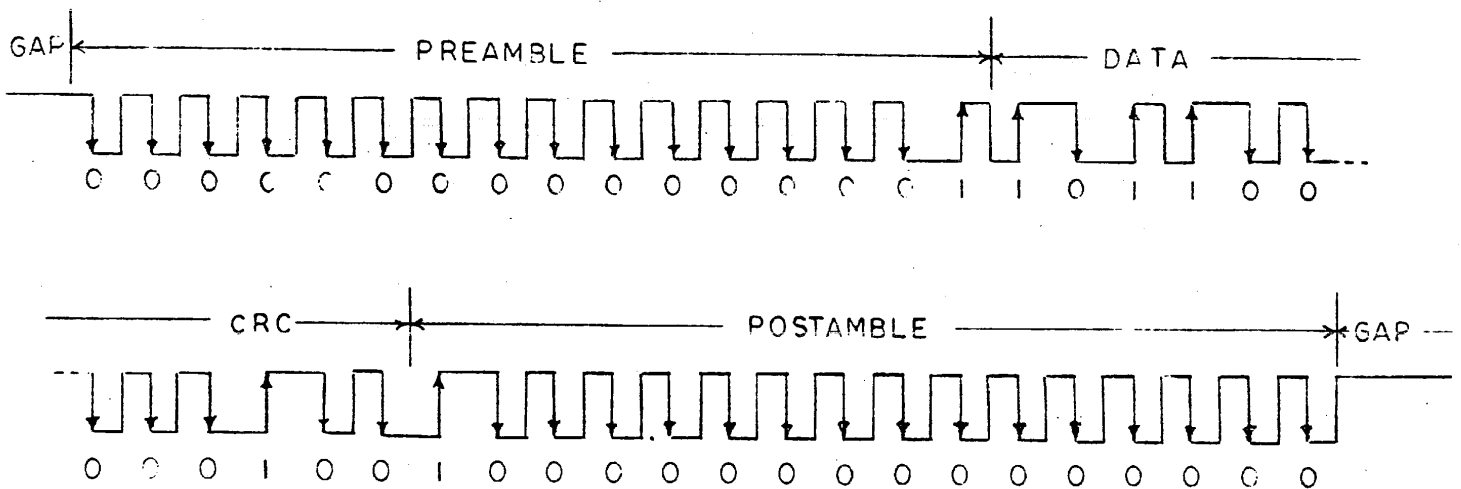 GAP PREAMBLE DATA
0 0 0 0 0 0 0 0 0 0 0 0 0 0 0 1 1 0 1 1 0 0
CRC POSTAMBLE GAP
0 0 0 1 0 0 1 0 0 0 0 0 0 0 0 0 0 0 0 0 0 0